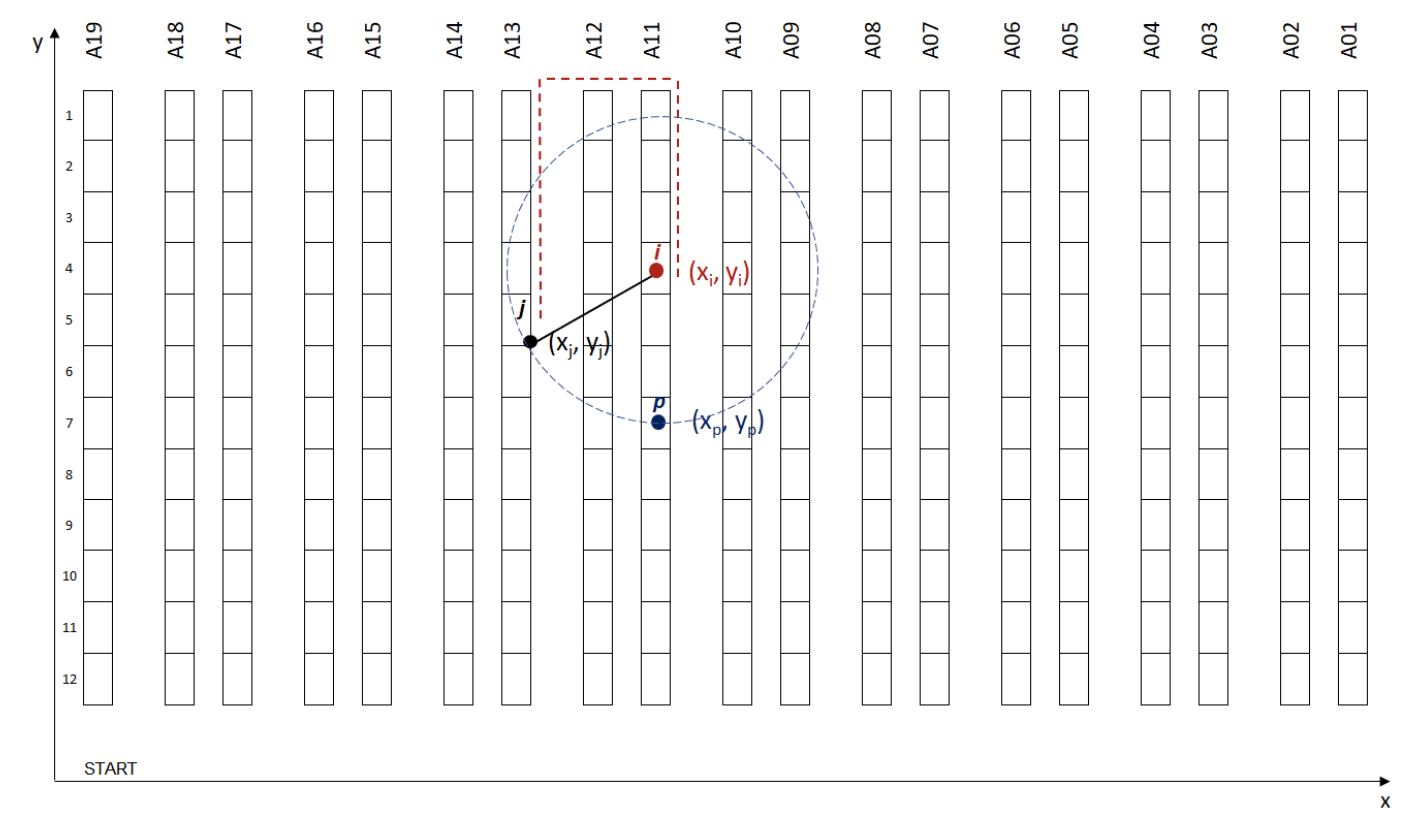 y
A19 A18 A17 A16 A15 A14 A13 A12 A11 A10 A09 A08 A07 A06 A05 A04 A03 A02 A01
1
2
3
i
4 (xi, yi)
j
5
(xj, yj)
6
p
7 (xp, yp)
8
9
10
11
12
START
x